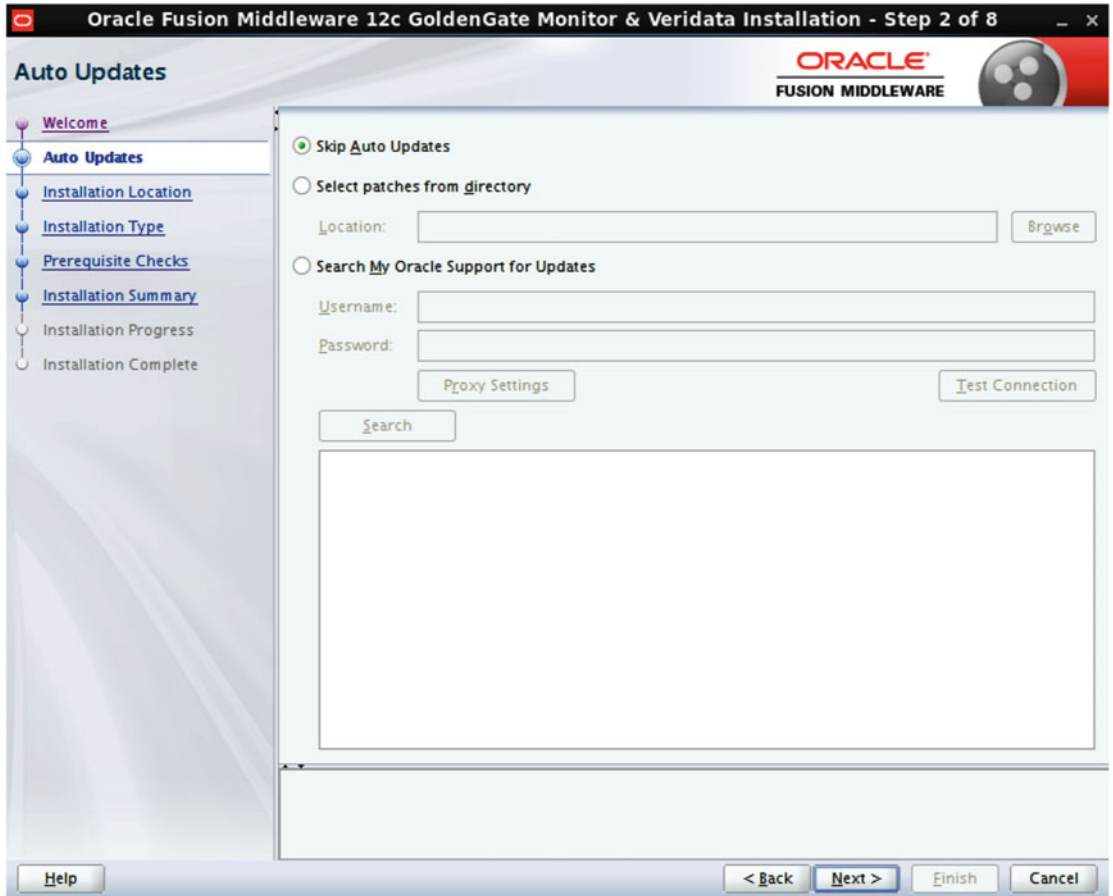 Oracle Fusion Middleware 12c GoldenGate Monitor & Veridata Installation - Step 2 of 8
Auto Updates
ORACLE
FUSION MIDDLEWARE
Welcome
Auto Updates
Installation Location
Installation Type
Prerequisite Checks
Installation Summary
Installation Progress
Installation Complete
Skip Auto Updates
Select patches from directory
Location:
Browse
Search My Oracle Support for Updates
Username:
Password:
Proxy Settings
Test Connection
Search
Help
< Back
Next >
Finish
Cancel